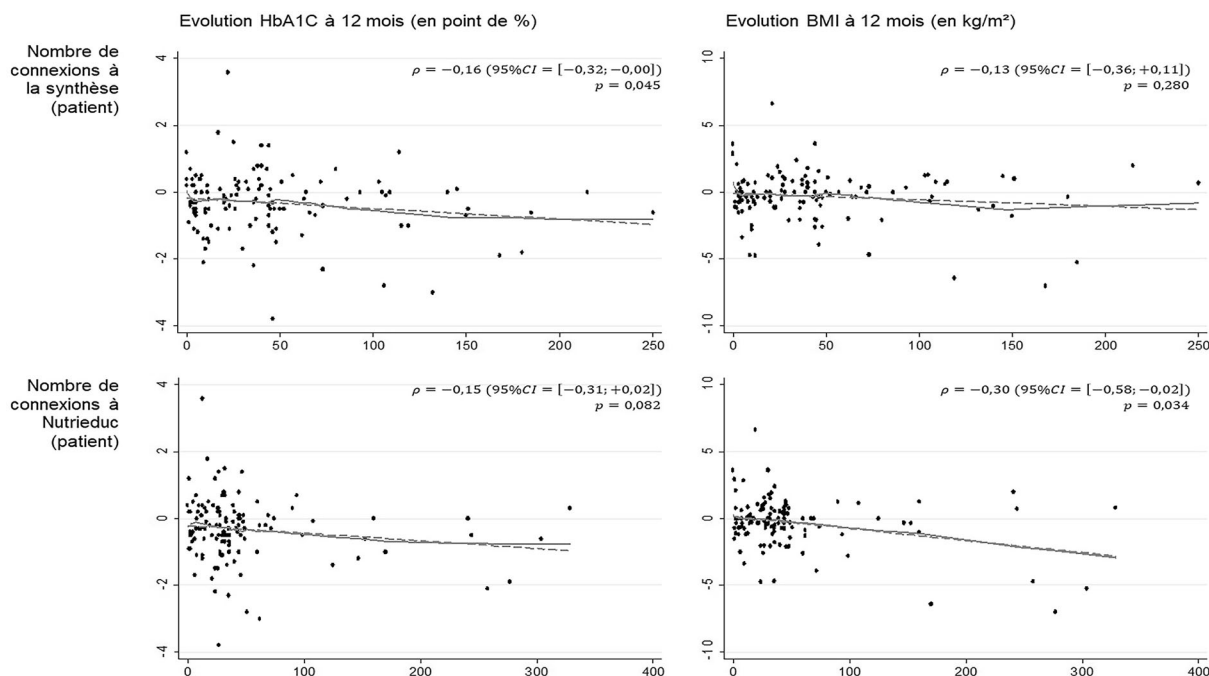 Evolution HbA1C à 12 mois (en point de %)
Evolution BMI à 12 mois (en kg/m²)
Nombre de
connexions à
la synthèse
(patient)
4
2
0
-2
-4
ρ = −0,16 (95%CI = [−0,32; −0,00])
p = 0,045
0
50
100
150
200
250
10
5
0
-5
-10
ρ = −0,13 (95%CI = [−0,36; +0,11])
p = 0,280
0
50
100
150
200
250
Nombre de
connexions à
Nutrieduc
(patient)
4
2
0
-2
-4
ρ = −0,15 (95%CI = [−0,31; +0,02])
p = 0,082
0
100
200
300
400
10
5
0
-5
-10
ρ = −0,30 (95%CI = [−0,58; −0,02])
p = 0,034
0
100
200
300
400